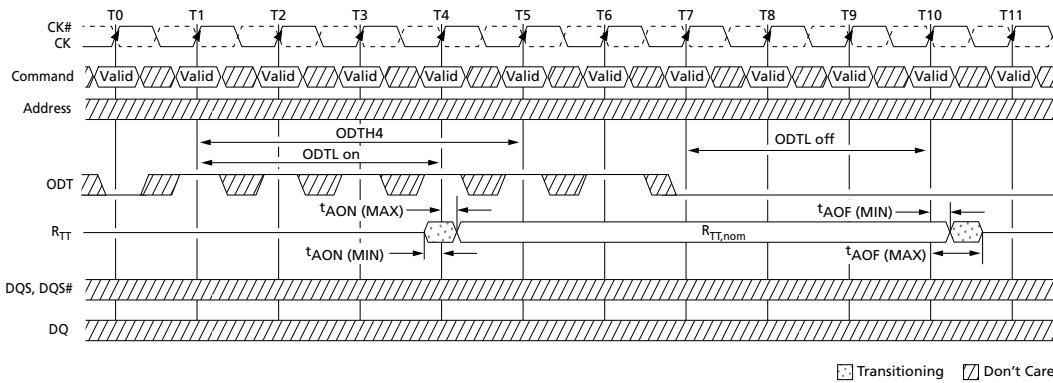 T0 T1 T2 T3 T4 T5 T6 T7 T8 T9 T10 T11
CK#
CK
Command Valid Valid Valid Valid Valid Valid Valid Valid Valid Valid Valid Valid
Address
ODTH4
ODTL on ODTL off
ODT
tAON (MAX) tAOF (MIN)
RTT RTT,nom
tAON (MIN) tAOF (MAX)
DQS, DQS#
DQ
Transitioning Don't Care